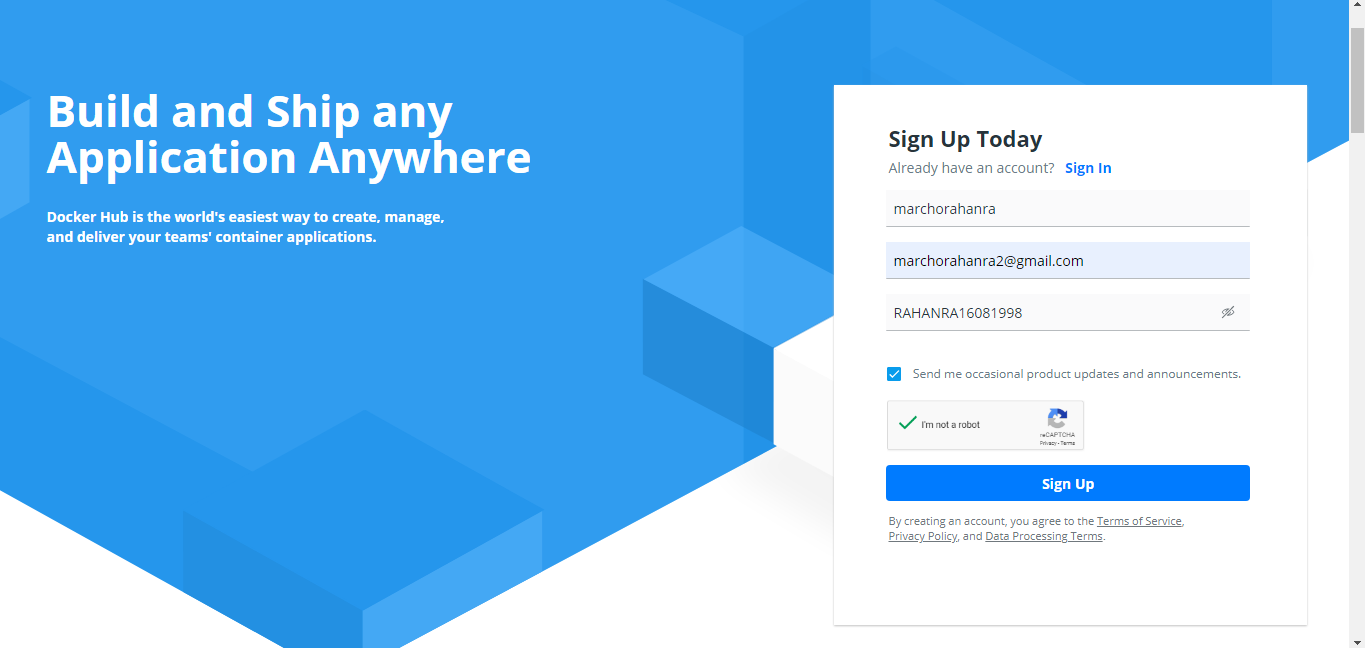 Build and Ship any
Application Anywhere
Docker Hub is the world's easiest way to create, manage,
and deliver your teams' container applications.
Sign Up Today
Already have an account? Sign In
marchorahanra
marchorahanra2@gmail.com
RAHANRA16081998
Send me occasional product updates and announcements.
I'm not a robot
reCAPTCHA
Privacy - Terms
Sign Up
By creating an account, you agree to the Terms of Service,
Privacy Policy, and Data Processing Terms.